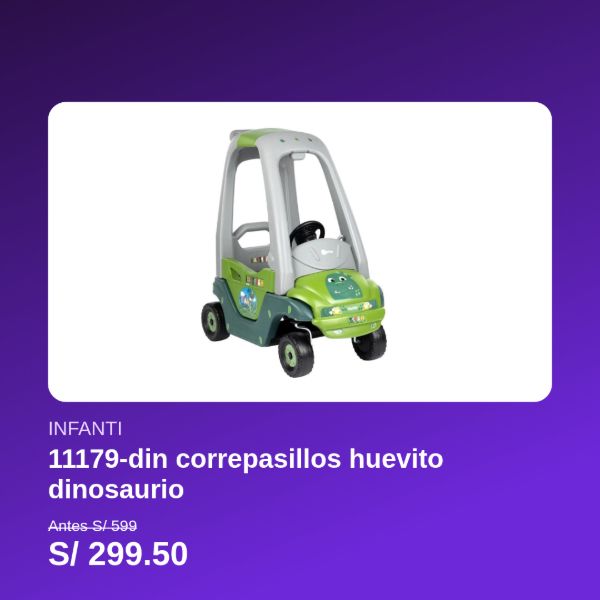 INFANTI
11179-din correpasillos huevito
dinosaurio
Antes S/ 599
S/ 299.50